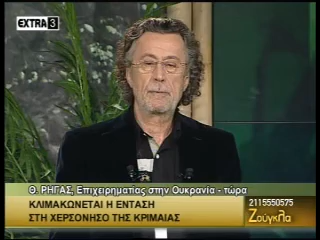 EXTRA 3
Θ. ΡΗΓΑΣ, Επιχειρηματίας στην Ουκρανία - τώρα
ΚΛΙΜΑΚΩΝΕΤΑΙ Η ΕΝΤΑΣΗ
ΣΤΗ ΧΕΡΣΟΝΗΣΟ ΤΗΣ ΚΡΙΜΑΙΑΣ
2115550575
Ζούγκλα